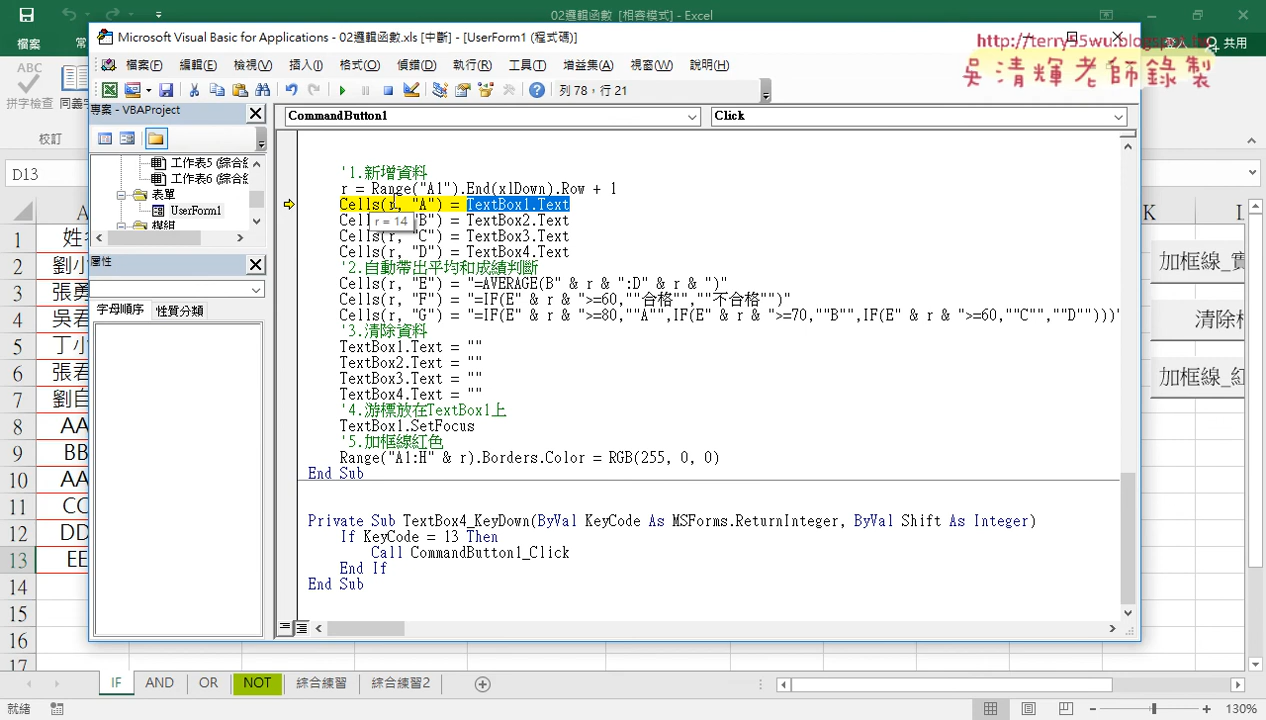 02邏輯函數 [相容模式] - Excel
Microsoft Visual Basic for Applications - 02邏輯函數.xls [中斷] - [UserForm1 (程式碼)]
http://terry55wu.blogspot.tw
吳清輝老師錄製
檔案
常
登入
共用
檔案(F) 編輯(E) 檢視(V) 插入(I) 格式(O) 偵錯(D) 執行(R) 工具(T) 增益集(A) 視窗(W) 說明(H)
列 78，行 21
ABC
拼字檢查
同義
校訂
D13
專案 - VBAProject
工作表5 (綜合
工作表6 (綜合
表單
UserForm1
模組
屬性
字母順序 性質分類
CommandButton1
Click
'1.新增資料
r = Range("A1").End(xlDown).Row + 1
Cells(r, "A") = TextBox1.Text
r = 14
Cells(r, "B") = TextBox2.Text
Cells(r, "C") = TextBox3.Text
Cells(r, "D") = TextBox4.Text
'2.自動帶出平均和成績判斷
Cells(r, "E") = "=AVERAGE(B" & r & ":D" & r & ")"
Cells(r, "F") = "=IF(E" & r & ">=60,""合格"",""不合格"")"
Cells(r, "G") = "=IF(E" & r & ">=80,""A"",IF(E" & r & ">=70,""B"",IF(E" & r & ">=60,""C"",""D"")))"
'3.清除資料
TextBox1.Text = ""
TextBox2.Text = ""
TextBox3.Text = ""
TextBox4.Text = ""
'4.游標放在TextBox1上
TextBox1.SetFocus
'5.加框線紅色
Range("A1:H" & r).Borders.Color = RGB(255, 0, 0)
End Sub
Private Sub TextBox4_KeyDown(ByVal KeyCode As MSForms.ReturnInteger, ByVal Shift As Integer)
If KeyCode = 13 Then
Call CommandButton1_Click
End If
End Sub
A
K
L
1 姓
2 劉小
3 張勇
4 吳君
5 丁小
6 張君
7 劉自
8 AA
9 BB
10 AA
11 CC
12 DD
13 EE
14
15
16
17
加框線_
清除
加框線_紅
IF AND OR NOT 綜合練習 綜合練習2
就緒
130%